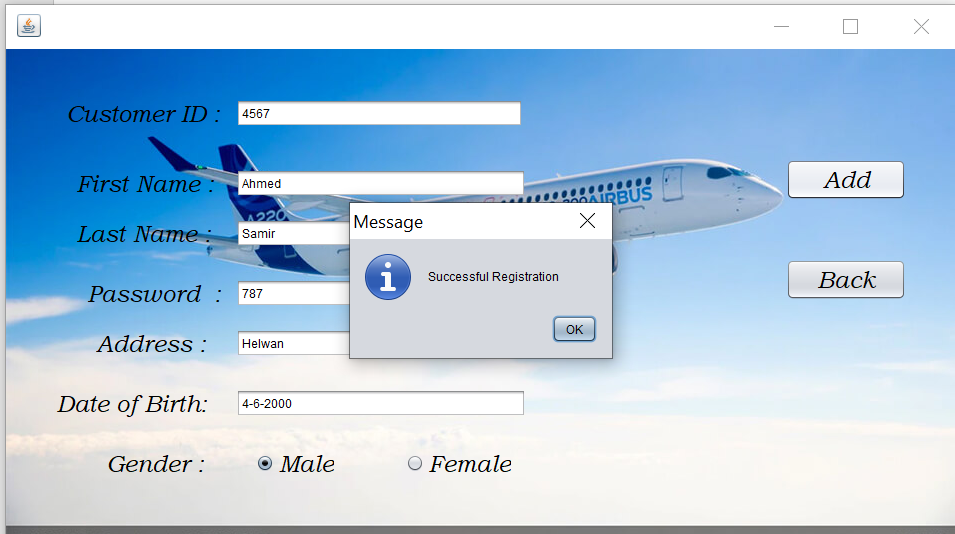 Customer ID : 4567
First Name : Ahmed
Add
A220
AIRBUS
Message
Last Name : Samir
Successful Registration
Back
Password : 787
OK
Address : Helwan
Date of Birth: 4-6-2000
Gender : Male Female